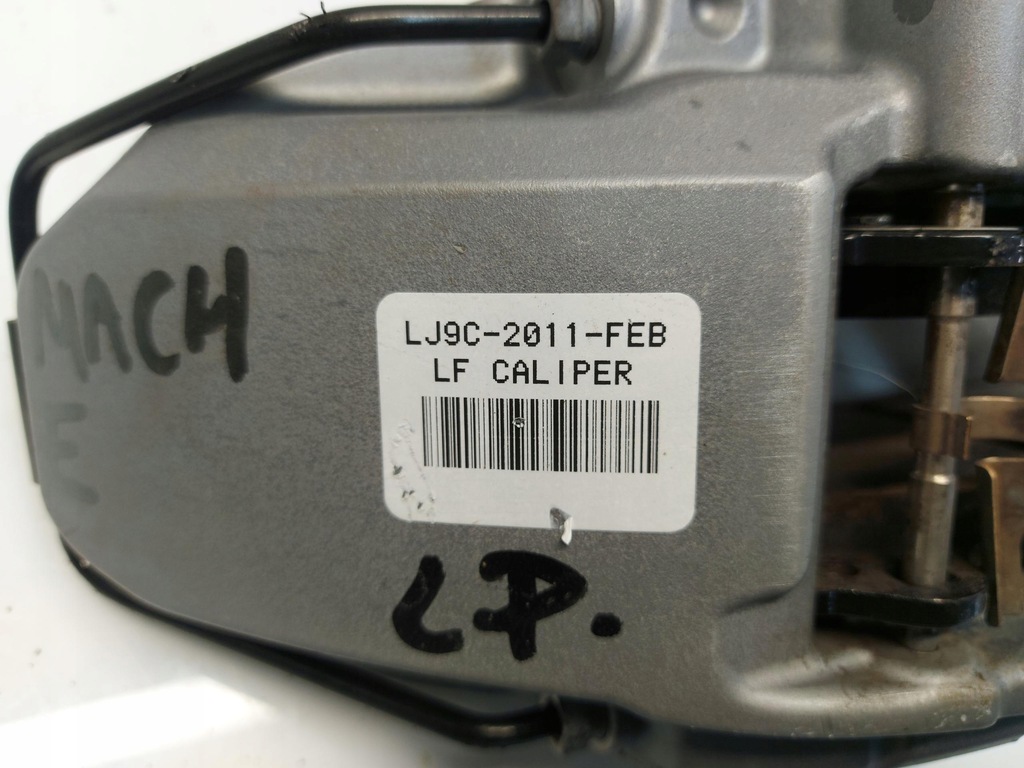 MACH
E
LJ9C-2011-FEB
LF CALIPER
LP.